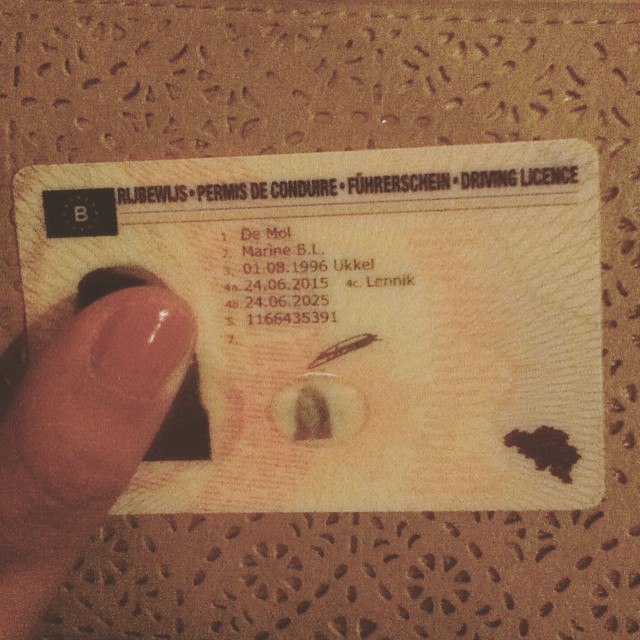 B
RIJBEWIJS • PERMIS DE CONDUIRE • FÜHRERSCHEIN • DRIVING LICENCE
1. De Mol
2. Marine B.L.
3. 01.08.1996 Ukkel
4a. 24.06.2015 4c. Lennik
4b. 24.06.2025
5. 1166435391
7.